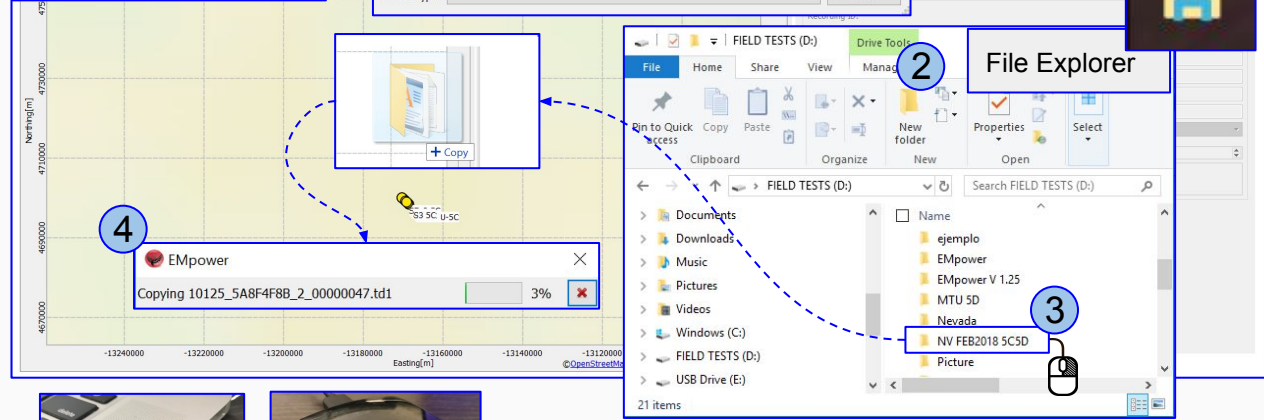 Recording ID:
FIELD TESTS (D:)
Drive Tools
File Explorer
2
File
Home
Share
View
Pin to Quick access
Copy
Paste
New folder
Properties
Select
Clipboard
Organize
New
Open
FIELD TESTS (D:)
Search FIELD TESTS (D:)
Documents
Downloads
Music
Pictures
Videos
Windows (C:)
FIELD TESTS (D:)
USB Drive (E:)
Name
ejemplo
EMpower
EMpower V 1.25
MTU 5D
Nevada
3
NV FEB2018 5C5D
Picture
21 items
+ Copy
S3 5C
U-5C
4
EMpower
Copying 10125_5A8F4F8B_2_00000047.td1
3%
Northing[m]
4730000
4710000
4690000
4670000
-13240000
-13220000
-13200000
-13180000
-13160000
-13140000
-13120000
Easting[m]
delete